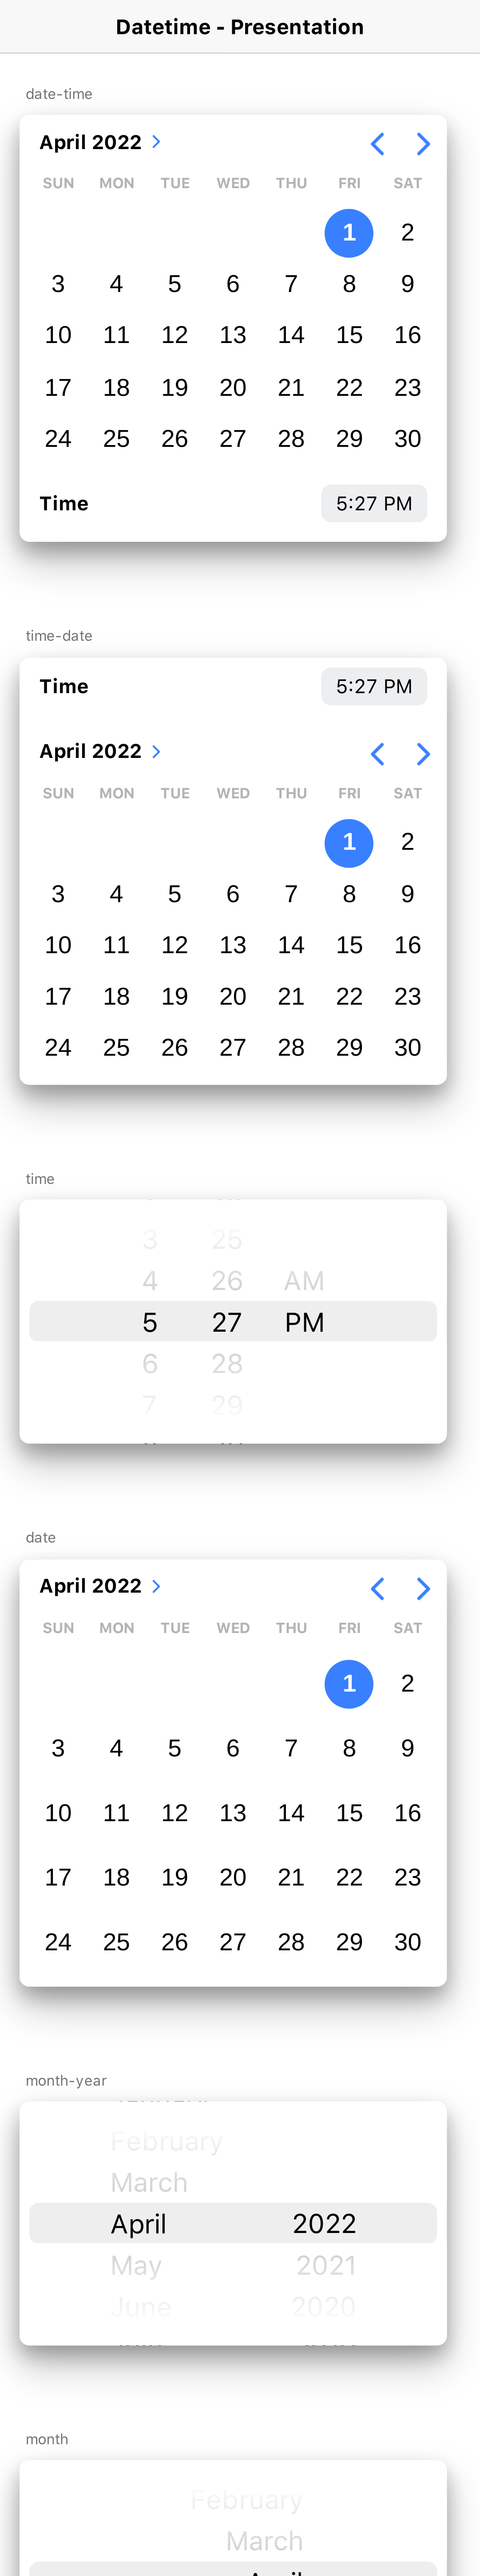 Datetime - Presentation
date-time
April 2022
SUN MON TUE WED THU FRI SAT
1 2
3 4 5 6 7 8 9
10 11 12 13 14 15 16
17 18 19 20 21 22 23
24 25 26 27 28 29 30
Time 5:27 PM
time-date
Time 5:27 PM
April 2022
SUN MON TUE WED THU FRI SAT
1 2
3 4 5 6 7 8 9
10 11 12 13 14 15 16
17 18 19 20 21 22 23
24 25 26 27 28 29 30
time
3 25
4 26 AM
5 27 PM
6 28
7 29
date
April 2022
SUN MON TUE WED THU FRI SAT
1 2
3 4 5 6 7 8 9
10 11 12 13 14 15 16
17 18 19 20 21 22 23
24 25 26 27 28 29 30
month-year
February
March
April 2022
May 2021
June 2020
month
February
March
April